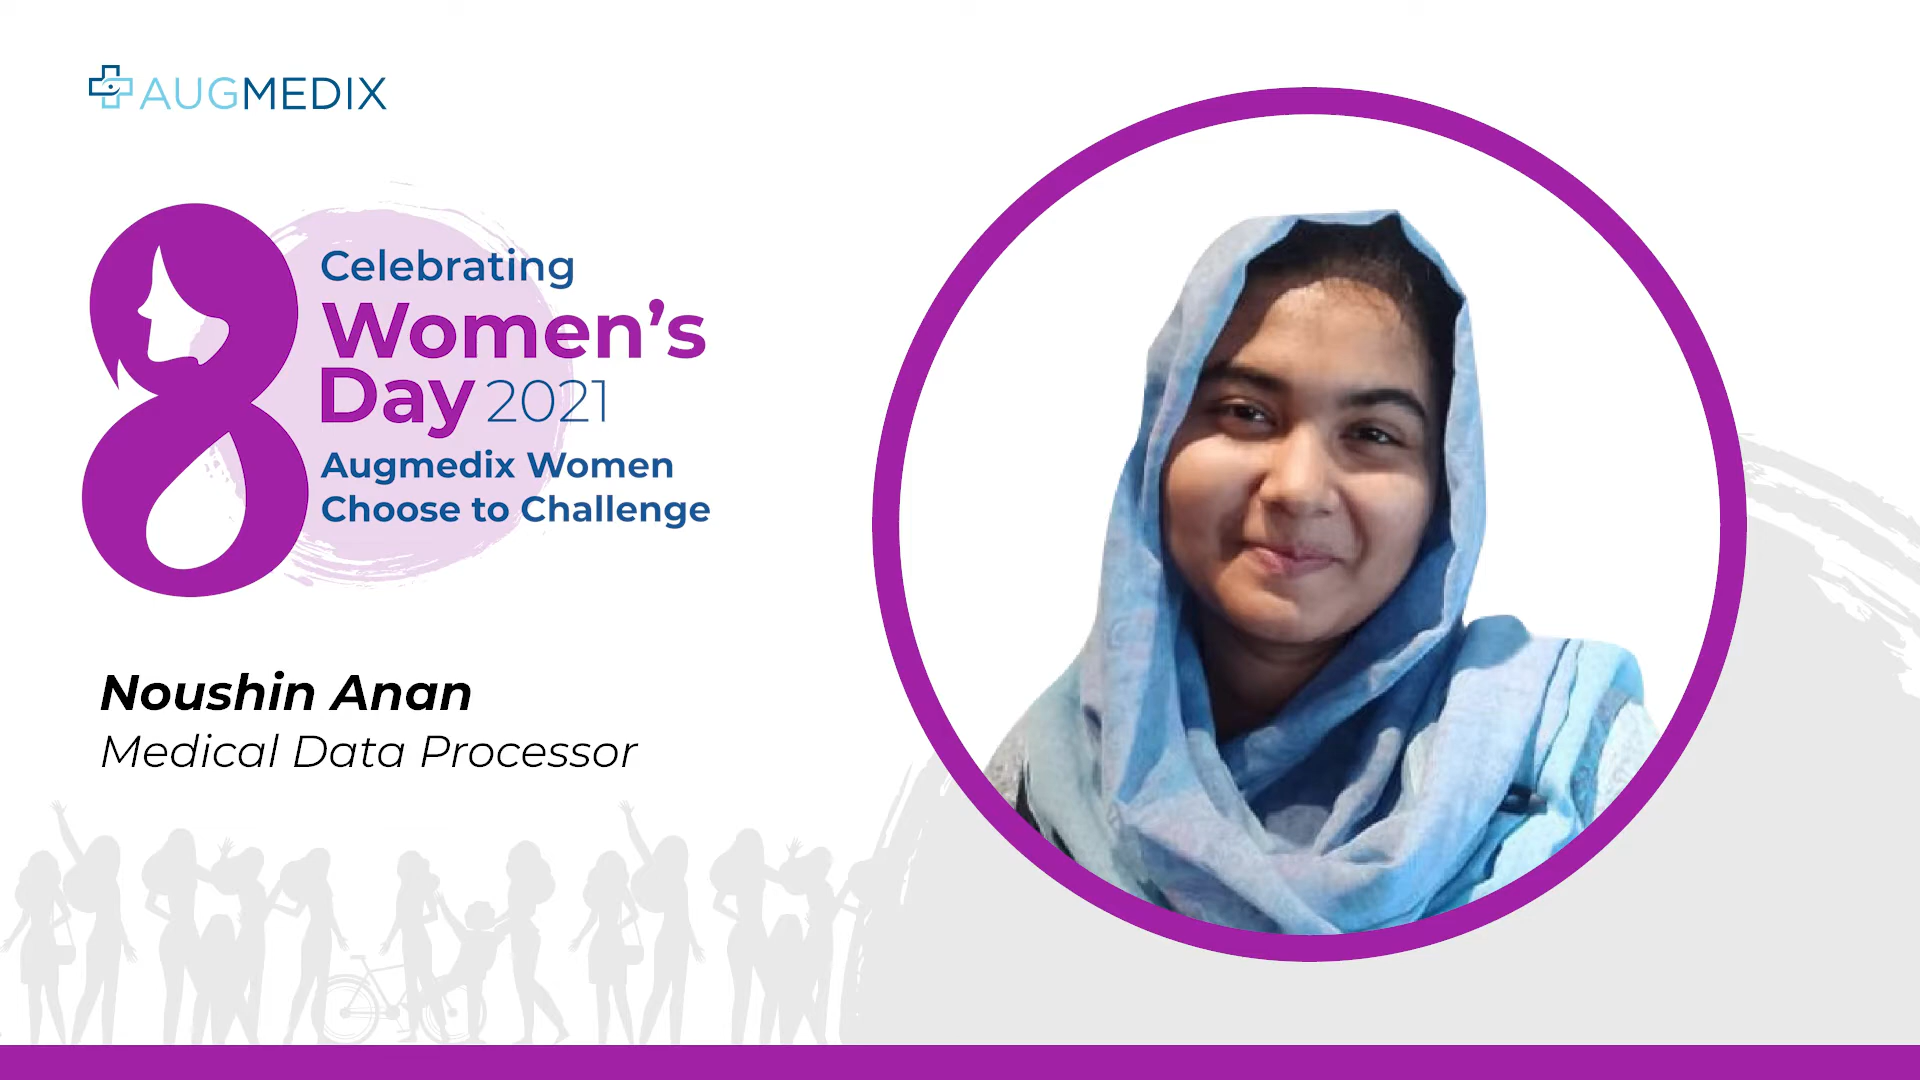 AUGMEDIX
Celebrating
Women’s
Day 2021
Augmedix Women
Choose to Challenge
Noushin Anan
Medical Data Processor